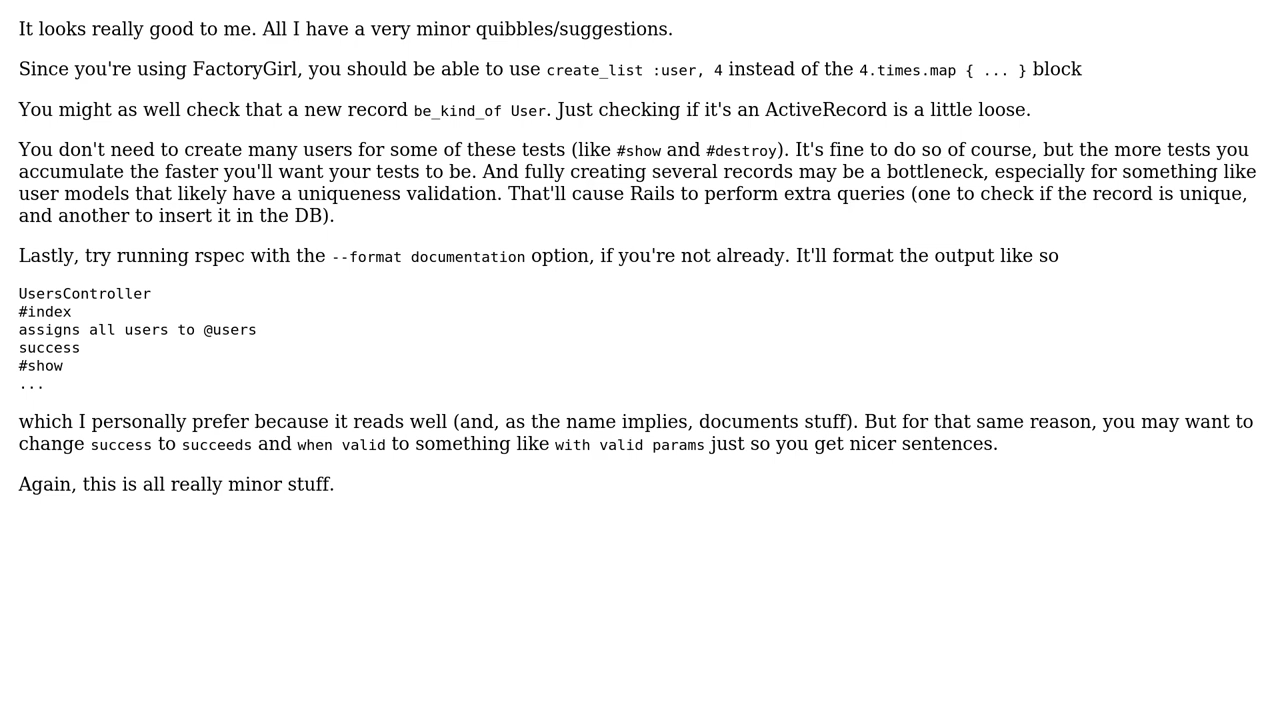 It looks really good to me. All I have a very minor quibbles/suggestions.
Since you're using FactoryGirl, you should be able to use create_list :user, 4 instead of the 4.times.map { ... } block
You might as well check that a new record be_kind_of User. Just checking if it's an ActiveRecord is a little loose.
You don't need to create many users for some of these tests (like #show and #destroy). It's fine to do so of course, but the more tests you
accumulate the faster you'll want your tests to be. And fully creating several records may be a bottleneck, especially for something like
user models that likely have a uniqueness validation. That'll cause Rails to perform extra queries (one to check if the record is unique,
and another to insert it in the DB).
Lastly, try running rspec with the --format documentation option, if you're not already. It'll format the output like so
UsersController
#index
assigns all users to @users
success
#show
...
which I personally prefer because it reads well (and, as the name implies, documents stuff). But for that same reason, you may want to
change success to succeeds and when valid to something like with valid params just so you get nicer sentences.
Again, this is all really minor stuff.